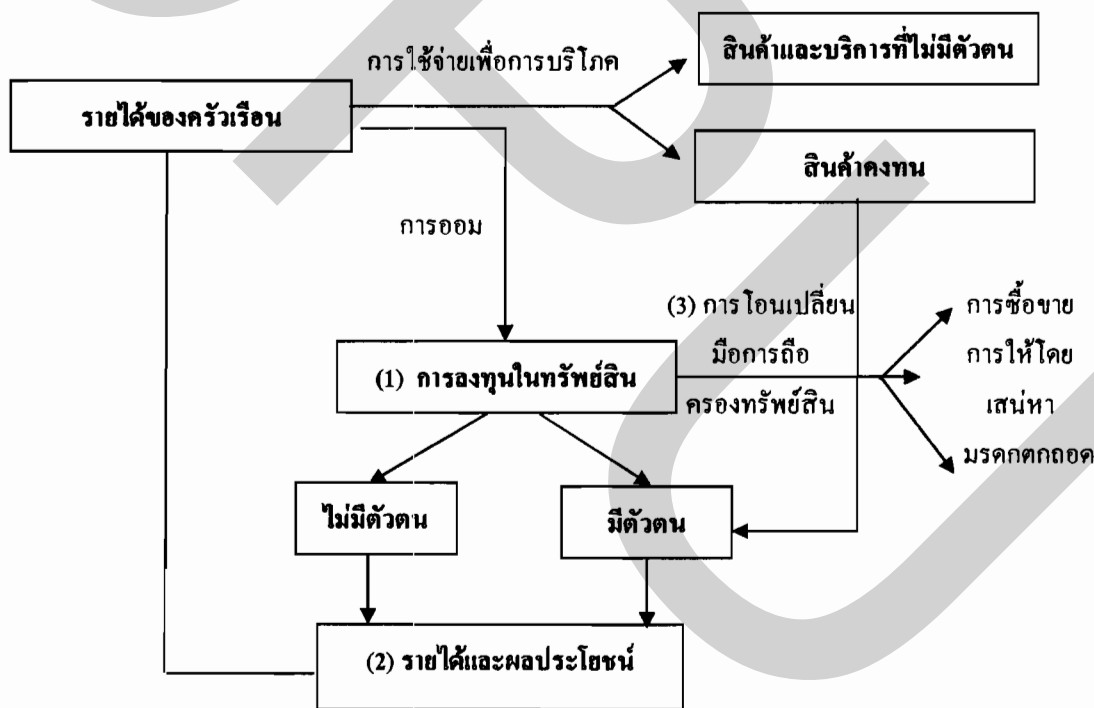 การใช้จ่ายเพื่อการบริโภค
สินค้าและบริการที่ไม่มีตัวตน
รายได้ของครัวเรือน
สินค้าคงทน
การออม
(3) การโอนเปลี่ยน
มือการถือ
ครองทรัพย์สิน
การซื้อขาย
การให้โดย
เสน่หา
มรดกตกถอด
(1) การลงทุนในทรัพย์สิน
ไม่มีตัวตน
มีตัวตน
(2) รายได้และผลประโยชน์